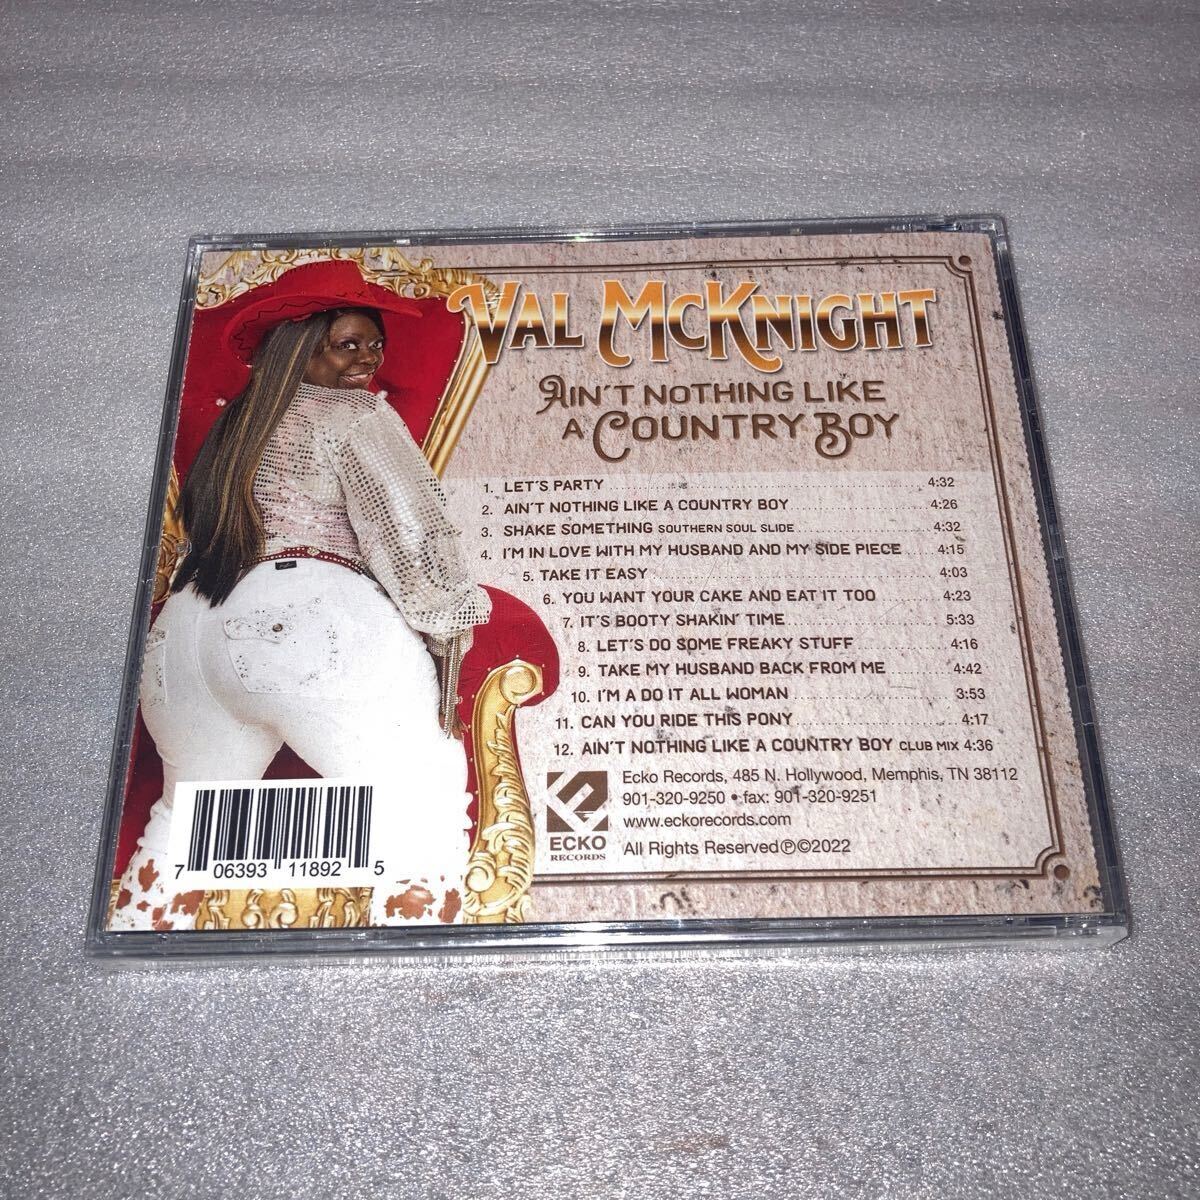 VAL MCKNIGHT
AIN'T NOTHING LIKE
A COUNTRY BOY
1. LET'S PARTY 4:32
2. AIN'T NOTHING LIKE A COUNTRY BOY 4:26
3. SHAKE SOMETHING SOUTHERN SOUL SLIDE 4:32
4. I'M IN LOVE WITH MY HUSBAND AND MY SIDE PIECE 4:15
5. TAKE IT EASY 4:03
6. YOU WANT YOUR CAKE AND EAT IT TOO 4:23
7. IT'S BOOTY SHAKIN' TIME 5:33
8. LET'S DO SOME FREAKY STUFF 4:16
9. TAKE MY HUSBAND BACK FROM ME 4:42
10. I'M A DO IT ALL WOMAN 3:53
11. CAN YOU RIDE THIS PONY 4:17
12. AIN'T NOTHING LIKE A COUNTRY BOY CLUB MIX 4:36
ECKO
RECORDS
Ecko Records, 485 N. Hollywood, Memphis, TN 38112
901-320-9250 • fax: 901-320-9251
www.eckorecords.com
All Rights Reserved ℗©2022
7 06393 11892 5